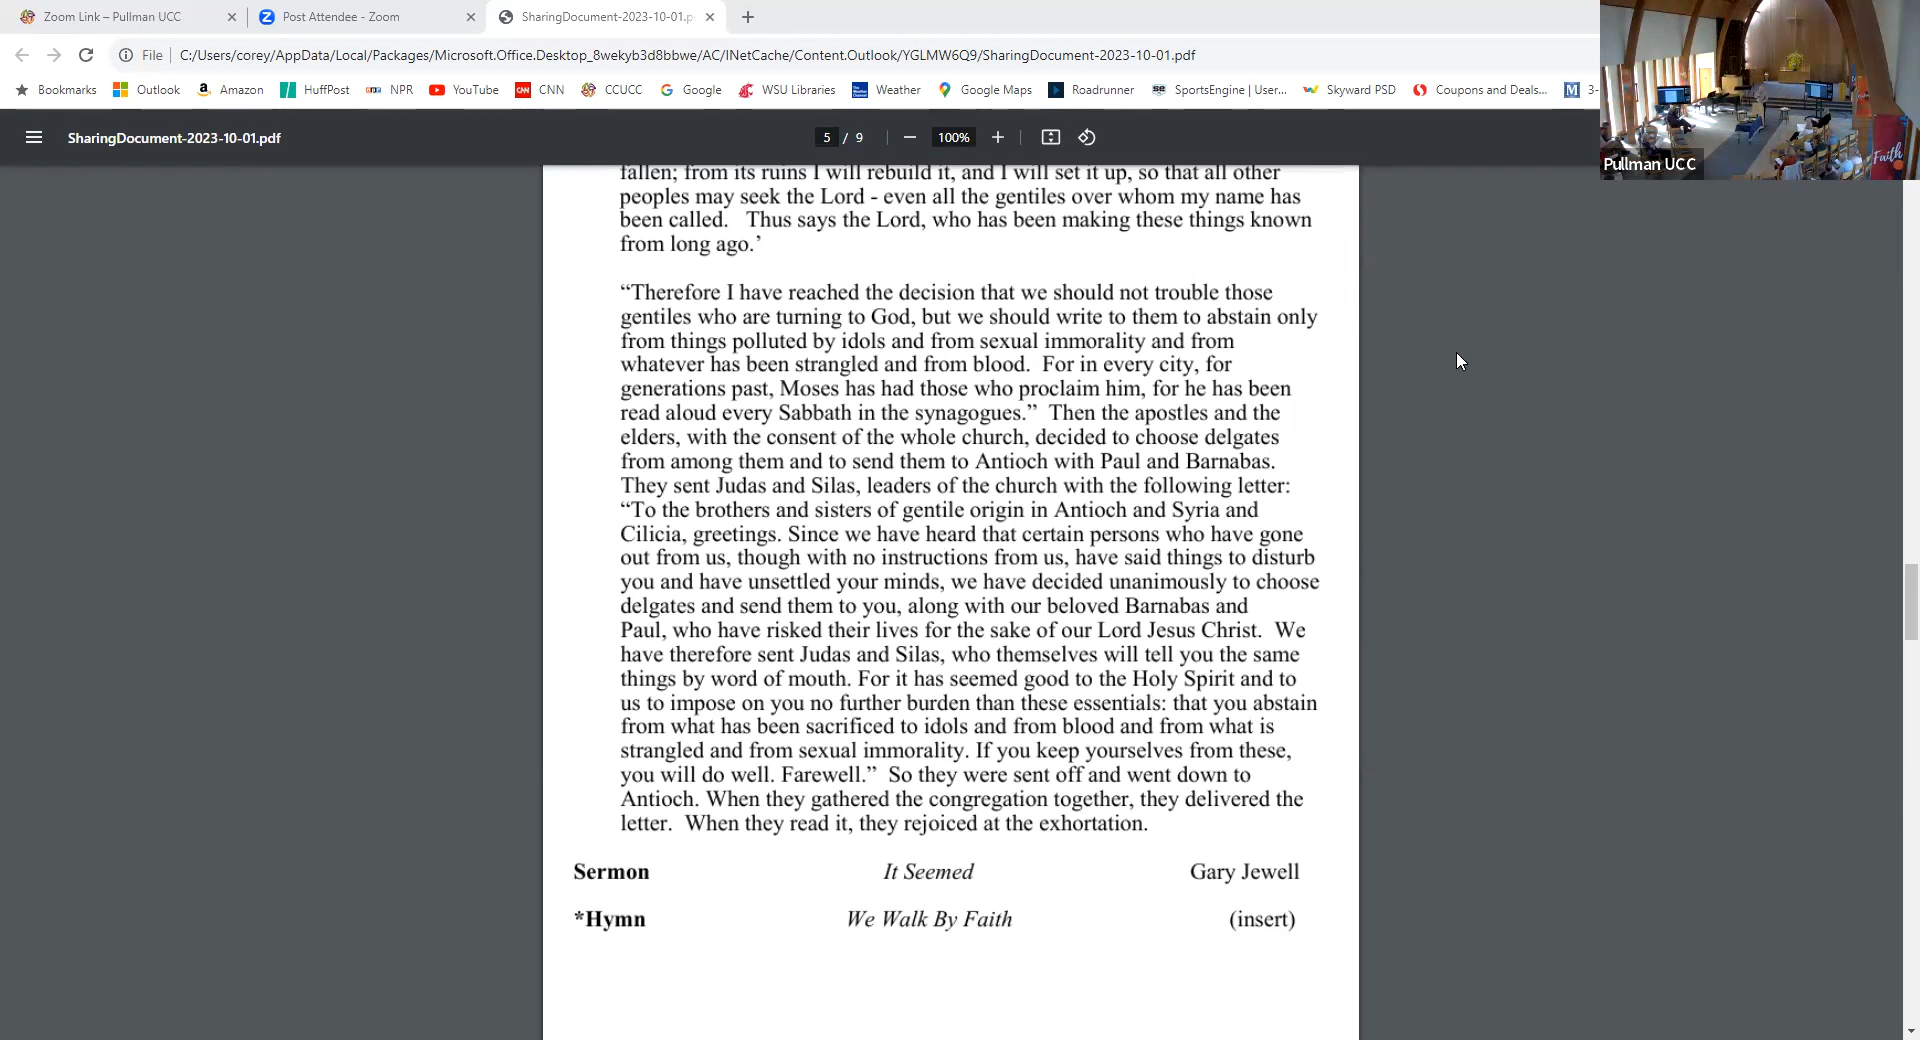 Zoom Link – Pullman UCC
Post Attendee - Zoom
SharingDocument-2023-10-01.p
File
C:/Users/corey/AppData/Local/Packages/Microsoft.Office.Desktop_8wekyb3d8bbwe/AC/INetCache/Content.Outlook/YGLMW6Q9/SharingDocument-2023-10-01.pdf
Bookmarks
Outlook
Amazon
HuffPost
NPR
YouTube
CNN
CCUCC
Google
WSU Libraries
Weather
Google Maps
Roadrunner
SportsEngine | User...
Skyward PSD
Coupons and Deals...
3-
Pullman UCC
Faith
SharingDocument-2023-10-01.pdf
5 / 9
100%
fallen; from its ruins I will rebuild it, and I will set it up, so that all other
peoples may seek the Lord - even all the gentiles over whom my name has
been called.   Thus says the Lord, who has been making these things known
from long ago.’
“Therefore I have reached the decision that we should not trouble those
gentiles who are turning to God, but we should write to them to abstain only
from things polluted by idols and from sexual immorality and from
whatever has been strangled and from blood.  For in every city, for
generations past, Moses has had those who proclaim him, for he has been
read aloud every Sabbath in the synagogues.”  Then the apostles and the
elders, with the consent of the whole church, decided to choose delgates
from among them and to send them to Antioch with Paul and Barnabas.
They sent Judas and Silas, leaders of the church with the following letter:
“To the brothers and sisters of gentile origin in Antioch and Syria and
Cilicia, greetings. Since we have heard that certain persons who have gone
out from us, though with no instructions from us, have said things to disturb
you and have unsettled your minds, we have decided unanimously to choose
delgates and send them to you, along with our beloved Barnabas and
Paul, who have risked their lives for the sake of our Lord Jesus Christ.  We
have therefore sent Judas and Silas, who themselves will tell you the same
things by word of mouth. For it has seemed good to the Holy Spirit and to
us to impose on you no further burden than these essentials: that you abstain
from what has been sacrificed to idols and from blood and from what is
strangled and from sexual immorality. If you keep yourselves from these,
you will do well. Farewell.”  So they were sent off and went down to
Antioch. When they gathered the congregation together, they delivered the
letter.  When they read it, they rejoiced at the exhortation.
Sermon It Seemed Gary Jewell
*Hymn We Walk By Faith (insert)